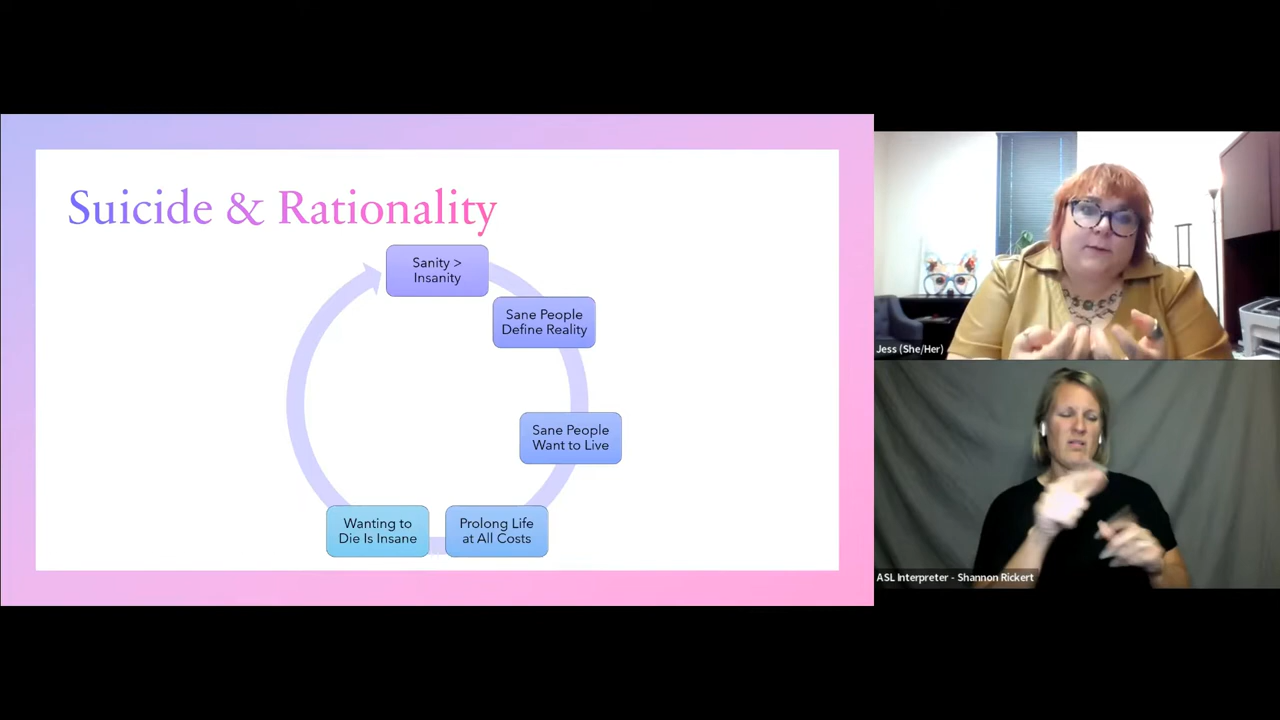 Suicide & Rationality
Sanity >
Insanity
Sane People
Define Reality
Sane People
Want to Live
Prolong Life
at All Costs
Wanting to
Die Is Insane
Jess (She/Her)
ASL Interpreter - Shannon Rickert